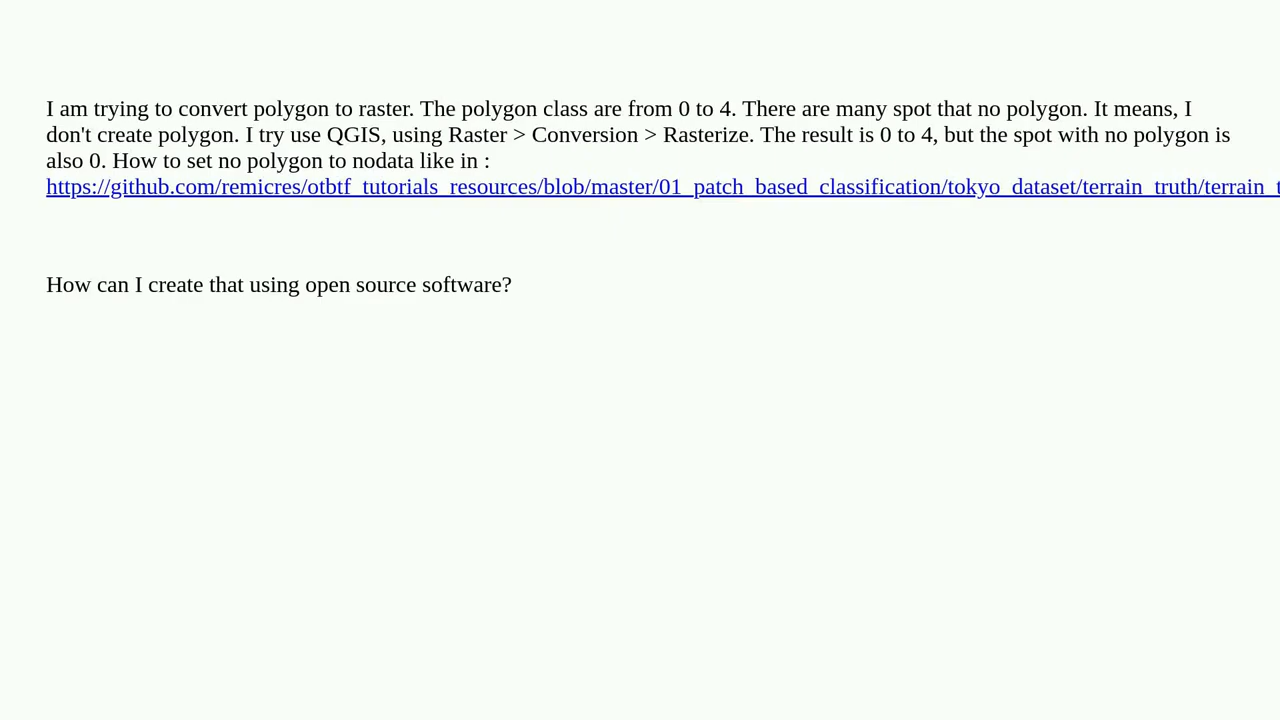 I am trying to convert polygon to raster. The polygon class are from 0 to 4. There are many spot that no polygon. It means, I
don't create polygon. I try use QGIS, using Raster > Conversion > Rasterize. The result is 0 to 4, but the spot with no polygon is
also 0. How to set no polygon to nodata like in :
https://github.com/remicres/otbtf_tutorials_resources/blob/master/01_patch_based_classification/tokyo_dataset/terrain_truth/terrain_t
How can I create that using open source software?